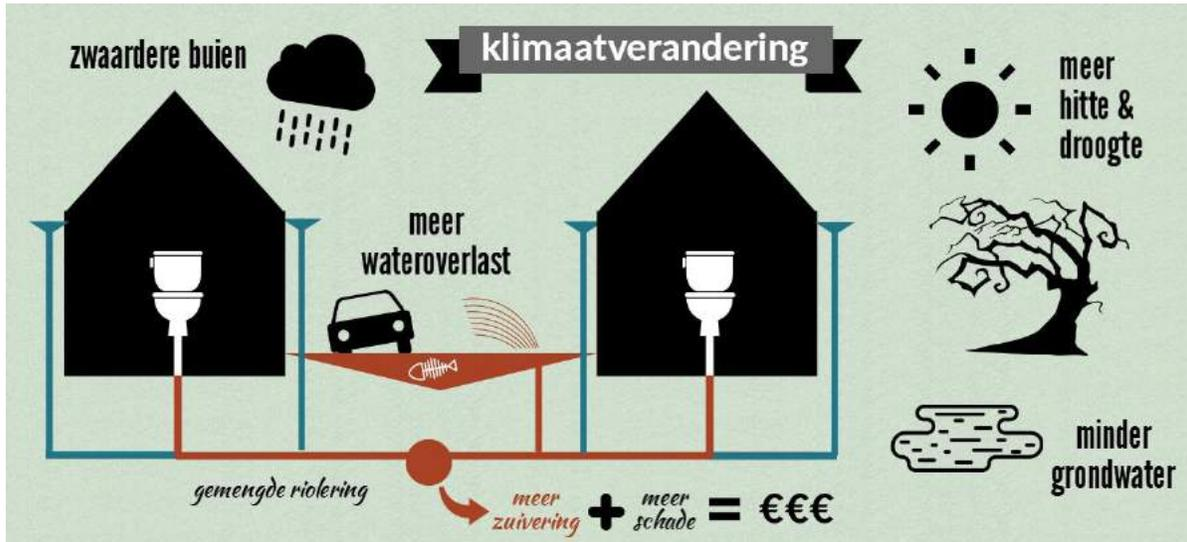 klimaatverandering
zwaardere buien
meer
hitte &
droogte
meer
wateroverlast
minder
grondwater
gemengde riolering
meer
zuivering
+
meer
schade
= €€€